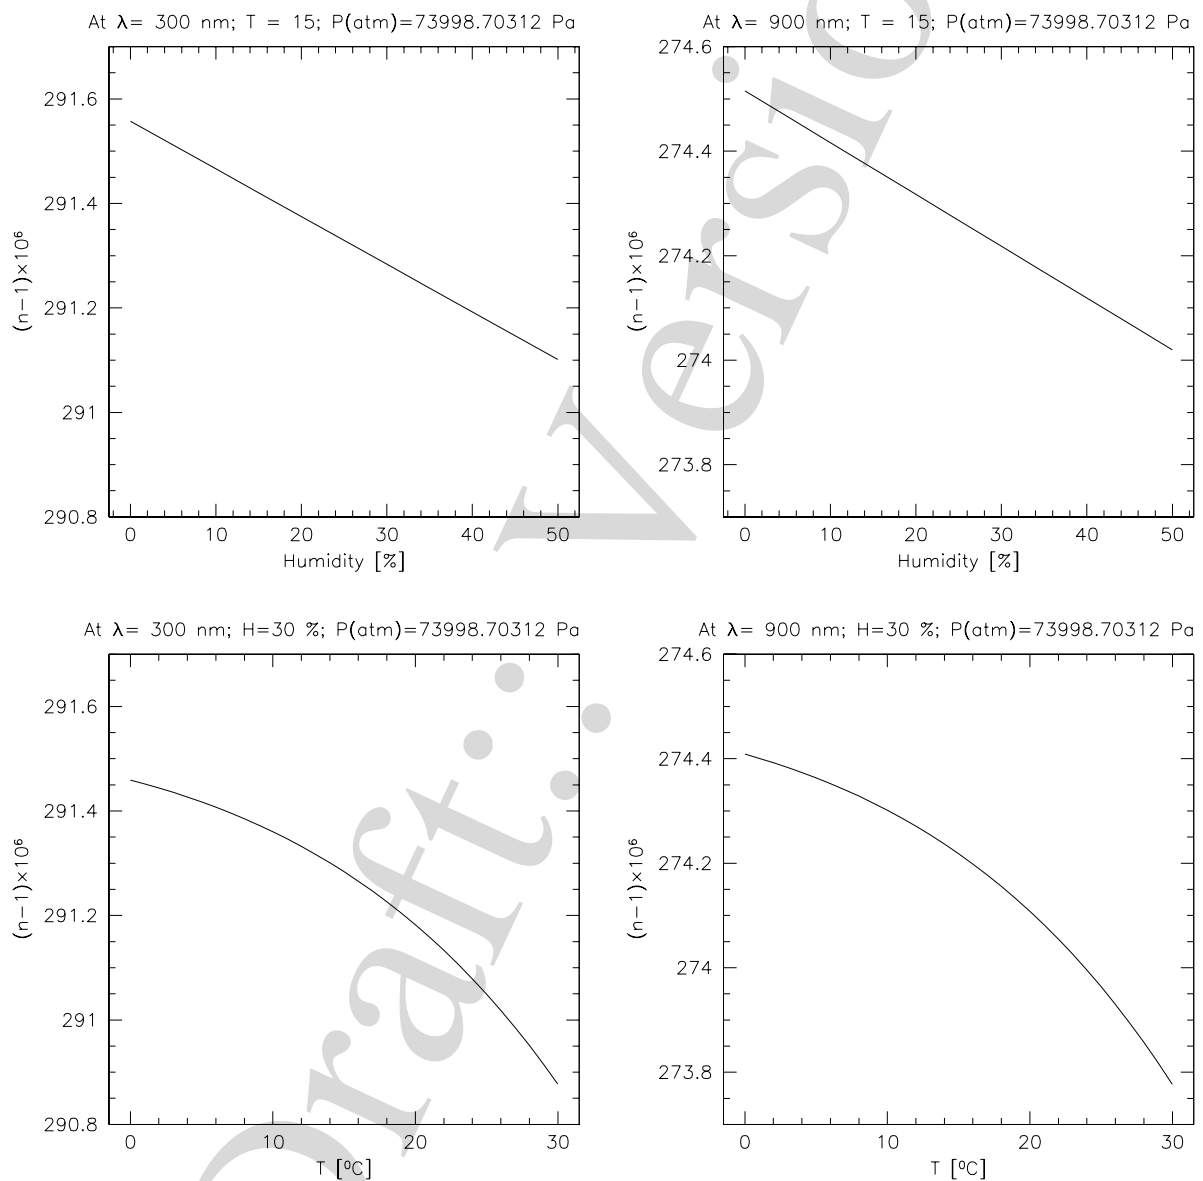 At λ= 300 nm; T = 15; P(atm)=73998.70312 Pa
291.6
291.4
291.2
291
290.8
(n−1)×10⁶
0 10 20 30 40 50
Humidity [%]
At λ= 900 nm; T = 15; P(atm)=73998.70312 Pa
274.6
274.4
274.2
274
273.8
(n−1)×10⁶
0 10 20 30 40 50
Humidity [%]
At λ= 300 nm; H=30 %; P(atm)=73998.70312 Pa
291.6
291.4
291.2
291
290.8
(n−1)×10⁶
0 10 20 30
T [⁰C]
At λ= 900 nm; H=30 %; P(atm)=73998.70312 Pa
274.6
274.4
274.2
274
273.8
(n−1)×10⁶
0 10 20 30
T [⁰C]
Draft:: Versio